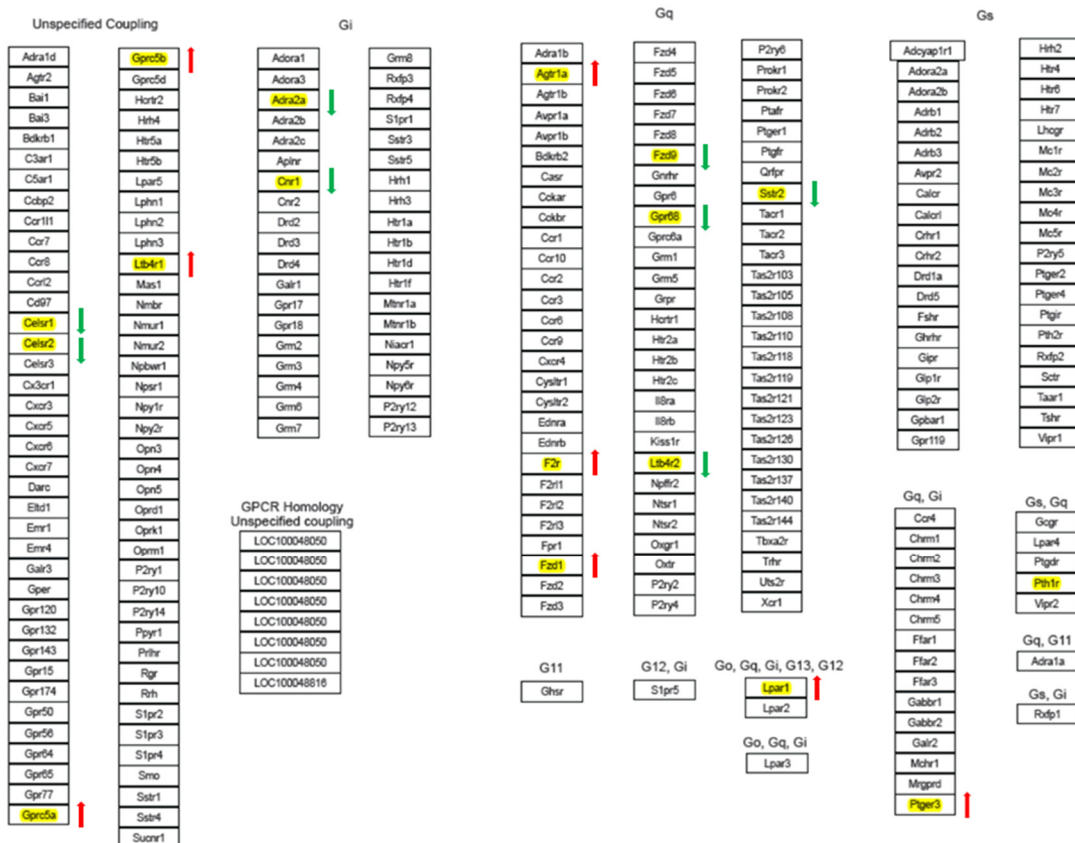 Unspecified Coupling
Adra1d
Agtr2
Bai1
Bai3
Bdkrb1
C3ar1
C5ar1
Ccbp2
Ccr1l1
Ccr7
Ccr8
Ccrl2
Cd97
Celsr1
Celsr2
Celsr3
Cx3cr1
Cxcr3
Cxcr5
Cxcr6
Cxcr7
Darc
Eltd1
Emr1
Emr4
Galr3
Gper
Gpr120
Gpr132
Gpr143
Gpr15
Gpr174
Gpr50
Gpr56
Gpr64
Gpr65
Gpr77
Gprc5a
Gprc5b
Gprc5d
Hcrtr2
Hrh4
Htr5a
Htr5b
Lpar5
Lphn1
Lphn2
Lphn3
Ltb4r1
Mas1
Nmbr
Nmur1
Nmur2
Npbwr1
Npsr1
Npy1r
Npy2r
Opn3
Opn4
Opn5
Oprd1
Oprk1
Oprm1
P2ry1
P2ry10
P2ry14
Ppyr1
Prlhr
Rgr
Rrh
S1pr2
S1pr3
S1pr4
Smo
Sstr1
Sstr4
Sucnr1
Gi
Adora1
Adora3
Adra2a
Adra2b
Adra2c
Aplnr
Cnr1
Cnr2
Drd2
Drd3
Drd4
Galr1
Gpr17
Gpr18
Grm2
Grm3
Grm4
Grm6
Grm7
Grm8
Rxfp3
Rxfp4
S1pr1
Sstr3
Sstr5
Hrh1
Hrh3
Htr1a
Htr1b
Htr1d
Htr1f
Mtnr1a
Mtnr1b
Niacr1
Npy5r
Npy6r
P2ry12
P2ry13
GPCR Homology
Unspecified coupling
LOC100048050
LOC100048050
LOC100048050
LOC100048050
LOC100048050
LOC100048050
LOC100048050
LOC100048816
Gq
Adra1b
Agtr1a
Agtr1b
Avpr1a
Avpr1b
Bdkrb2
Casr
Cckar
Cckbr
Ccr1
Ccr10
Ccr2
Ccr3
Ccr6
Ccr9
Cxcr4
Cysltr1
Cysltr2
Ednra
Ednrb
F2r
F2rl1
F2rl2
F2rl3
Fpr1
Fzd1
Fzd2
Fzd3
Fzd4
Fzd5
Fzd6
Fzd7
Fzd8
Fzd9
Gnrhr
Gpr6
Gpr68
Gprc6a
Grm1
Grm5
Grpr
Hcrtr1
Htr2a
Htr2b
Htr2c
Il8ra
Il8rb
Kiss1r
Ltb4r2
Npffr2
Ntsr1
Ntsr2
Oxgr1
Oxtr
P2ry2
P2ry4
P2ry6
Prokr1
Prokr2
Ptafr
Ptger1
Ptgfr
Qrfpr
Sstr2
Tacr1
Tacr2
Tacr3
Tas2r103
Tas2r105
Tas2r108
Tas2r110
Tas2r118
Tas2r119
Tas2r121
Tas2r123
Tas2r126
Tas2r130
Tas2r137
Tas2r140
Tas2r144
Tbxa2r
Trhr
Uts2r
Xcr1
G11
Ghsr
G12, Gi
S1pr5
Go, Gq, Gi, G13, G12
Lpar1
Lpar2
Go, Gq, Gi
Lpar3
Gs
Adcyap1r1
Adora2a
Adora2b
Adrb1
Adrb2
Adrb3
Avpr2
Calcr
Calcrl
Crhr1
Crhr2
Drd1a
Drd5
Fshr
Ghrhr
Gipr
Glp1r
Glp2r
Gpbar1
Gpr119
Hrh2
Htr4
Htr6
Htr7
Lhcgr
Mc1r
Mc2r
Mc3r
Mc4r
Mc5r
P2ry5
Ptger2
Ptger4
Ptgir
Pth2r
Rxfp2
Sctr
Taar1
Tshr
Vipr1
Gq, Gi
Ccr4
Chrm1
Chrm2
Chrm3
Chrm4
Chrm5
Ffar1
Ffar2
Ffar3
Gabbr1
Gabbr2
Galr2
Mchr1
Mrgprd
Ptger3
Gs, Gq
Gcgr
Lpar4
Ptgdr
Pth1r
Vipr2
Gq, G11
Adra1a
Gs, Gi
Rxfp1